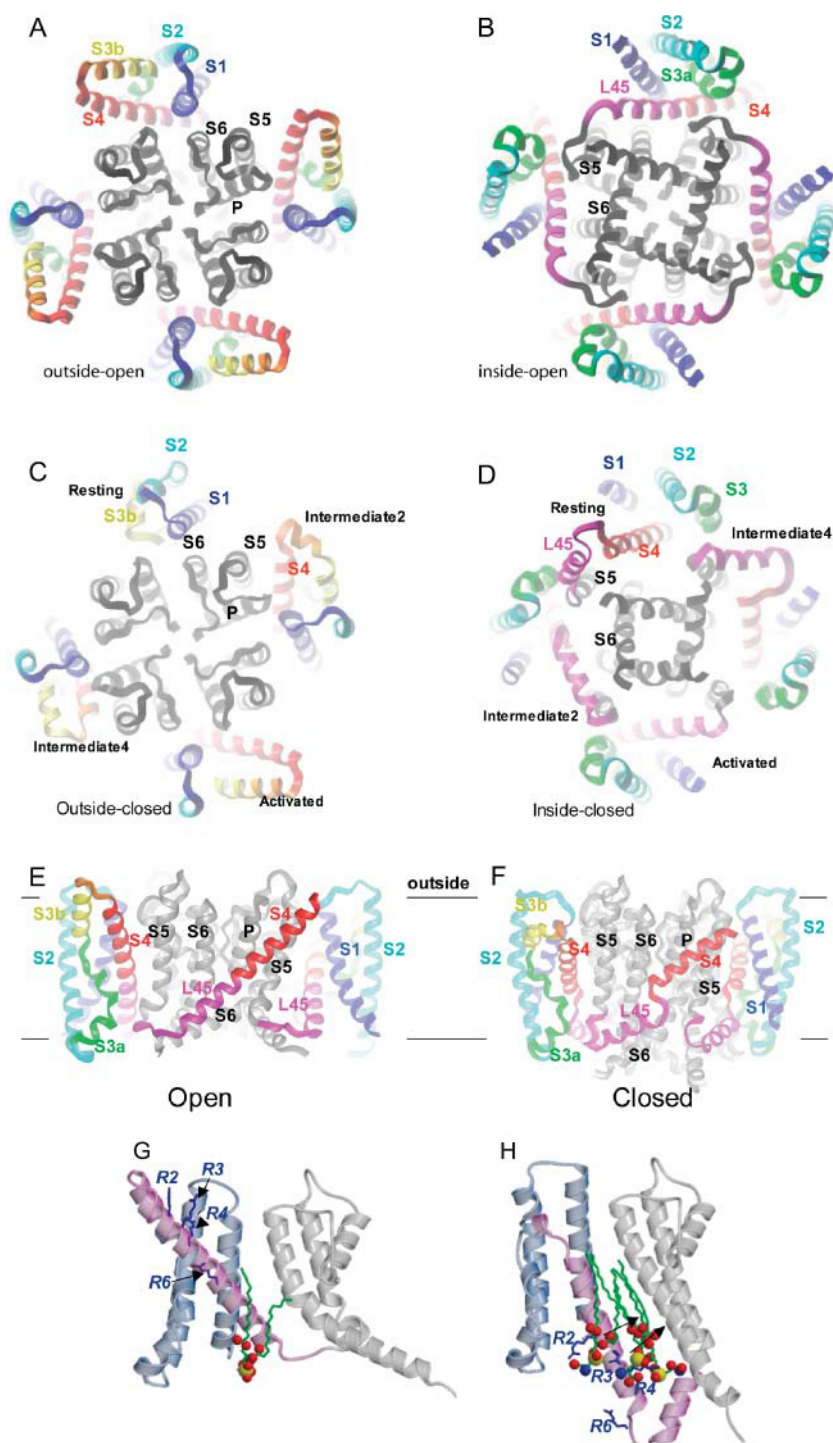 A
S2
S3b
S1
S4
S6
S5
P
outside-open
B
S2
S1
S3a
L45
S4
S5
S6
inside-open
C
S2
Resting
S1
S3b
Intermediate2
S6
S5
S4
P
Intermediate4
Activated
Outside-closed
D
S2
S1
S3
Resting
Intermediate4
L45
S4
S5
S6
Intermediate2
Activated
Inside-closed
E
outside
S3b
S4
S4
P
S5
S6
S2
S1
S2
S5
L45
L45
S6
S3a
Open
F
S3b
S4
S5
S6
P
S4
S2
S2
S5
L45
S1
S3a
S6
Closed
G
R3
R2
R4
R6
H
R2
R3
R4
R6